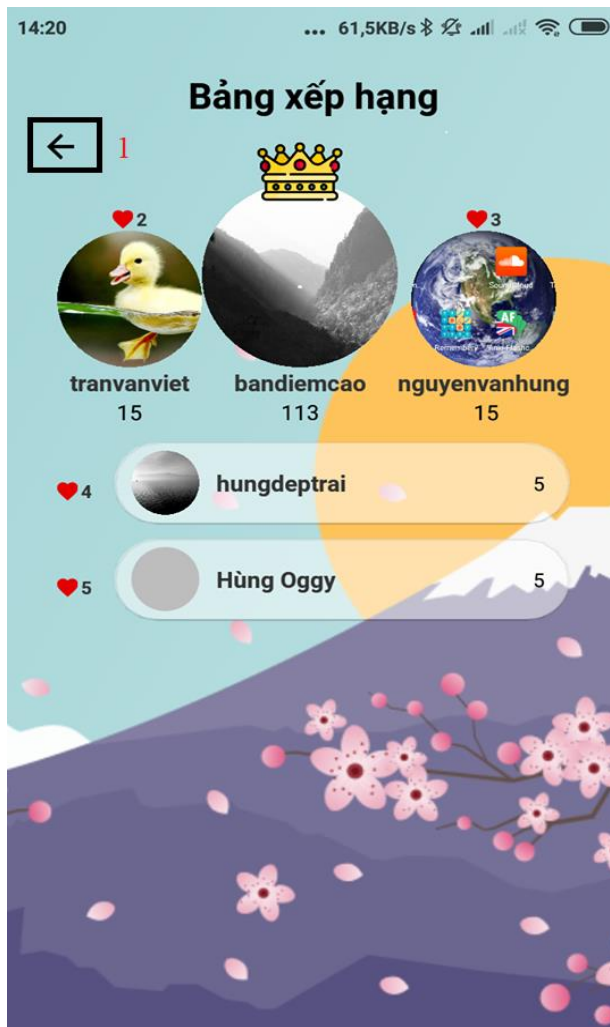 14:20 ... 61,5KB/s
Bảng xếp hạng
1
2
3
tranvanviet bandiemcao nguyenvanhung
15 113 15
4 hungdeptrai 5
5 Hùng Oggy 5